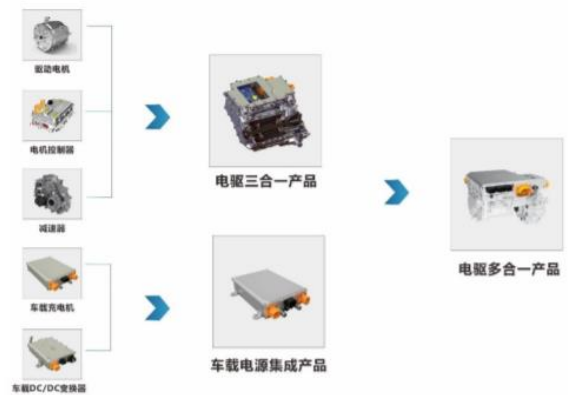 驱动电机
电机控制器
减速器
车载充电机
车载DC/DC变换器
电驱三合一产品
车载电源集成产品
电驱多合一产品